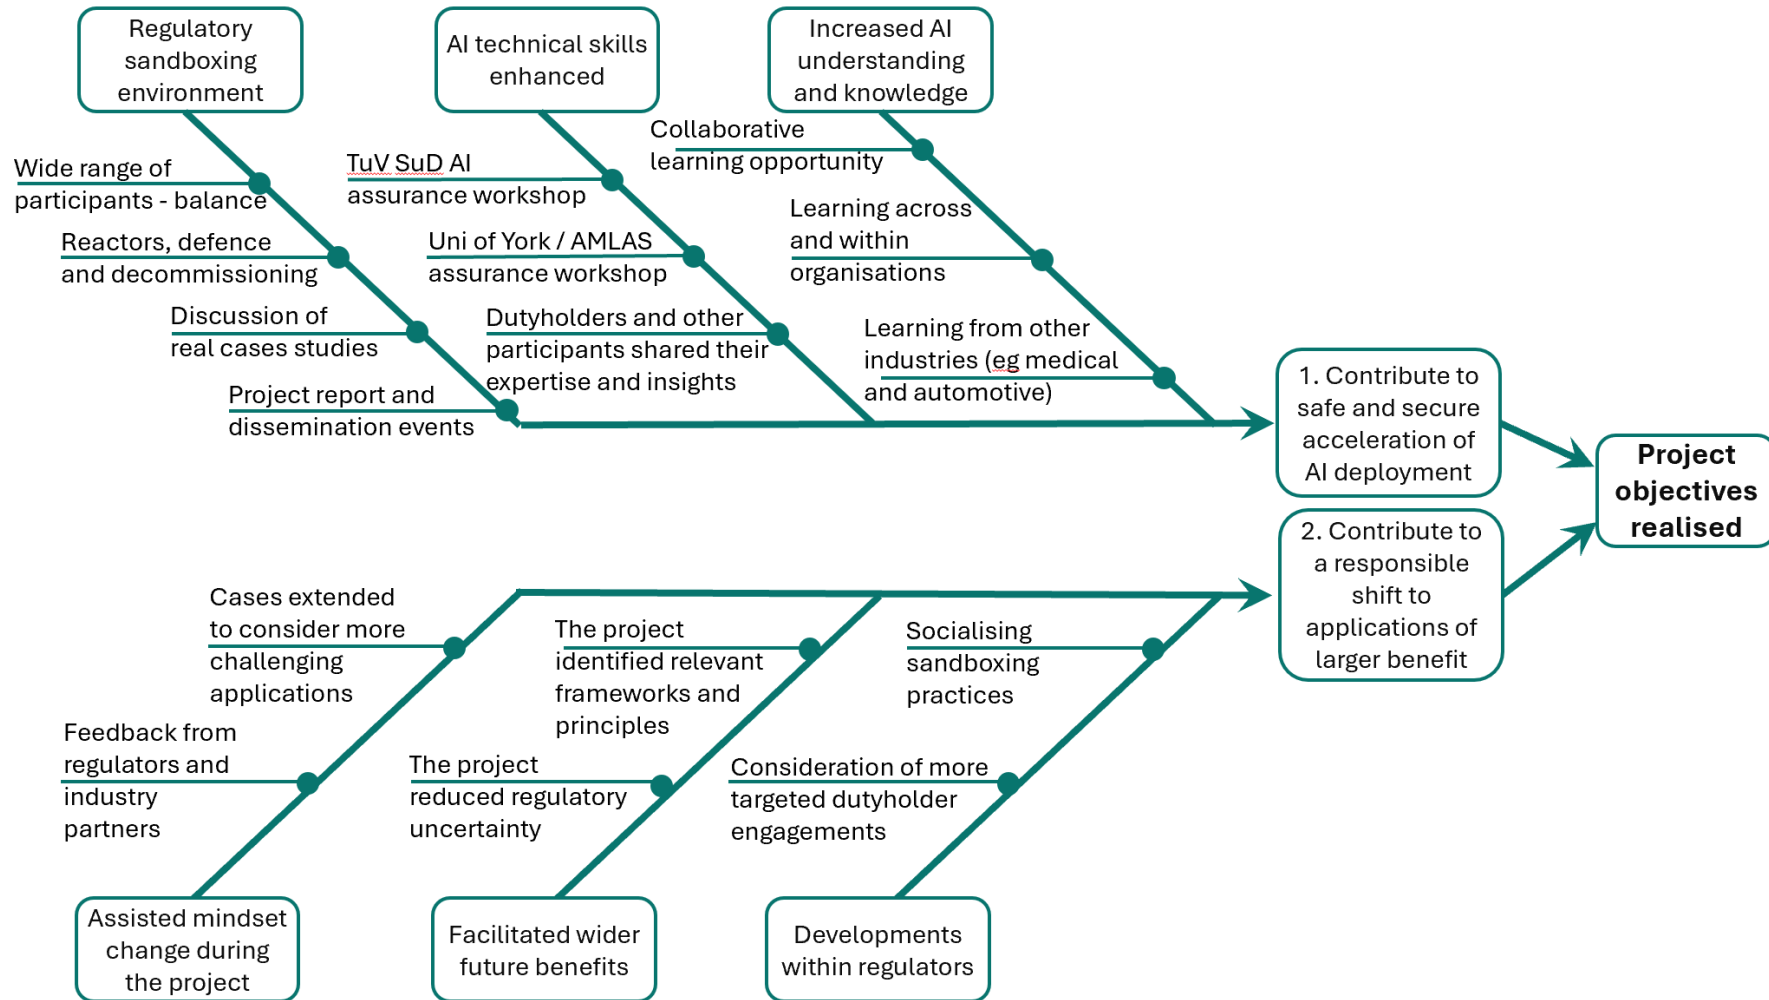 Regulatory
sandboxing
environment
AI technical skills
enhanced
Increased AI
understanding
and knowledge
Wide range of
participants - balance
Reactors, defence
and decommissioning
Discussion of
real cases studies
Project report and
dissemination events
TuV SuD AI
assurance workshop
Uni of York / AMLAS
assurance workshop
Dutyholders and other
participants shared their
expertise and insights
Collaborative
learning opportunity
Learning across
and within
organisations
Learning from other
industries (eg medical
and automotive)
1. Contribute to
safe and secure
acceleration of
AI deployment
Project
objectives
realised
2. Contribute to
a responsible
shift to
applications of
larger benefit
Cases extended
to consider more
challenging
applications
Feedback from
regulators and
industry
partners
The project
identified relevant
frameworks and
principles
The project
reduced regulatory
uncertainty
Socialising
sandboxing
practices
Consideration of more
targeted dutyholder
engagements
Assisted mindset
change during
the project
Facilitated wider
future benefits
Developments
within regulators